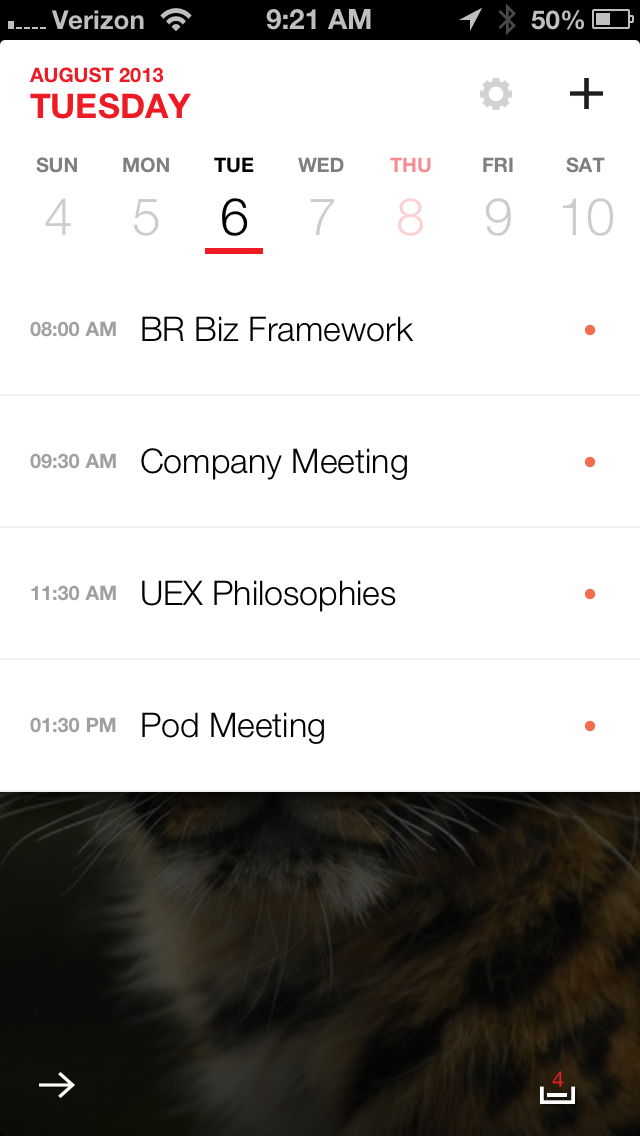 Verizon 9:21 AM 50%
AUGUST 2013
TUESDAY
SUN MON TUE WED THU FRI SAT
4 5 6 7 8 9 10
08:00 AM BR Biz Framework
09:30 AM Company Meeting
11:30 AM UEX Philosophies
01:30 PM Pod Meeting
4